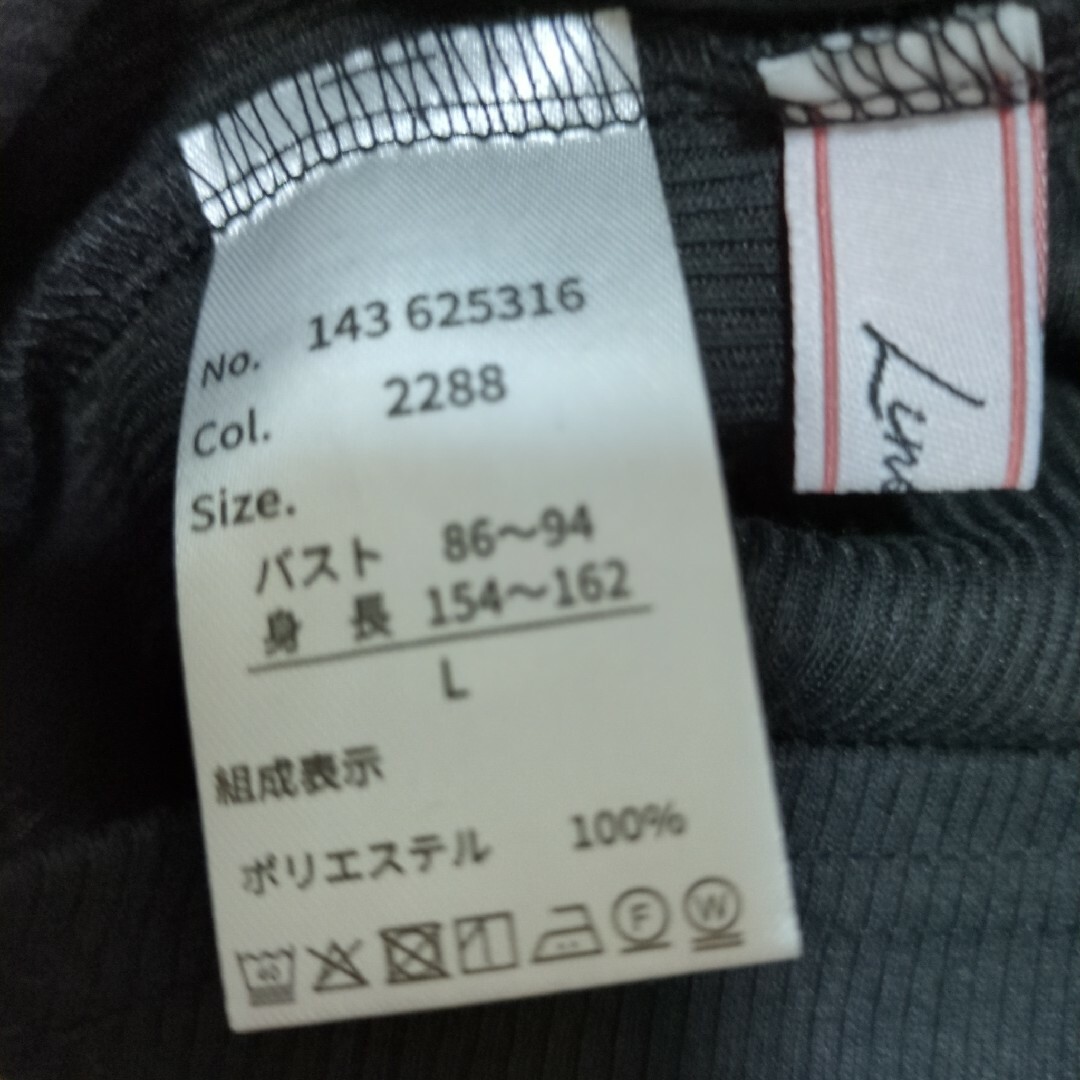 No. 143 625316
Col. 2288
Size.
バスト 86～94
身 長 154～162
L
組成表示
ポリエステル 100%
40
F
W